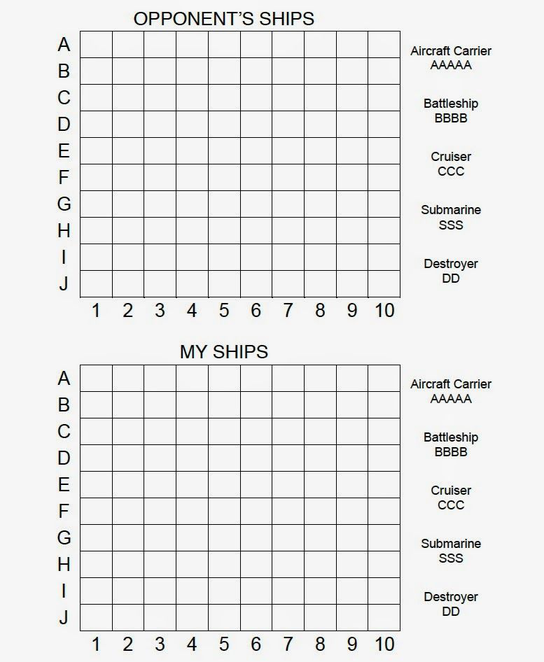 OPPONENT'S SHIPS
A
B
C
D
E
F
G
H
I
J
1 2 3 4 5 6 7 8 9 10
Aircraft Carrier
AAAAA
Battleship
BBBB
Cruiser
CCC
Submarine
SSS
Destroyer
DD
MY SHIPS
A
B
C
D
E
F
G
H
I
J
1 2 3 4 5 6 7 8 9 10
Aircraft Carrier
AAAAA
Battleship
BBBB
Cruiser
CCC
Submarine
SSS
Destroyer
DD